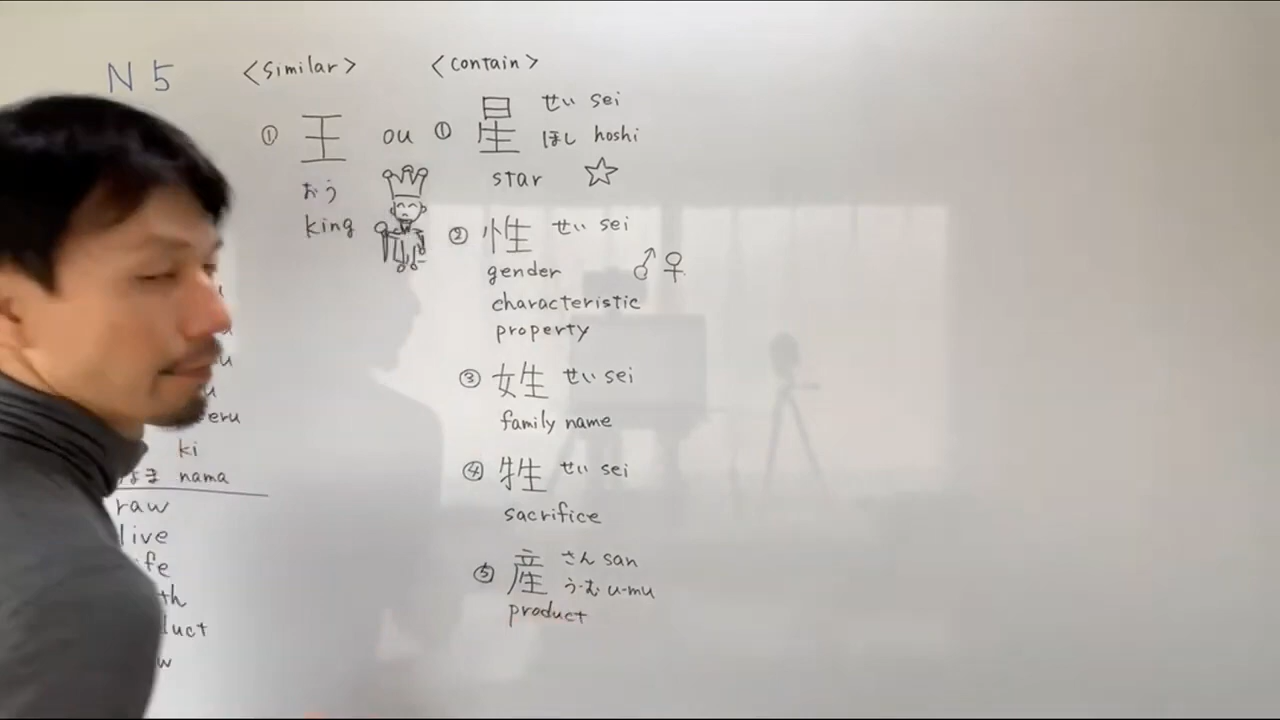 N5
<Similar>
① 王 ou
おう
king
eru
ki
nama
raw
live
<Contain>
① 星 せい sei
ほし hoshi
star
② 性 せい sei
gender ♂ ♀
characteristic
property
③ 姓 せい sei
family name
④ 牲 せい sei
sacrifice
⑤ 産 さん san
う-む u-mu
product